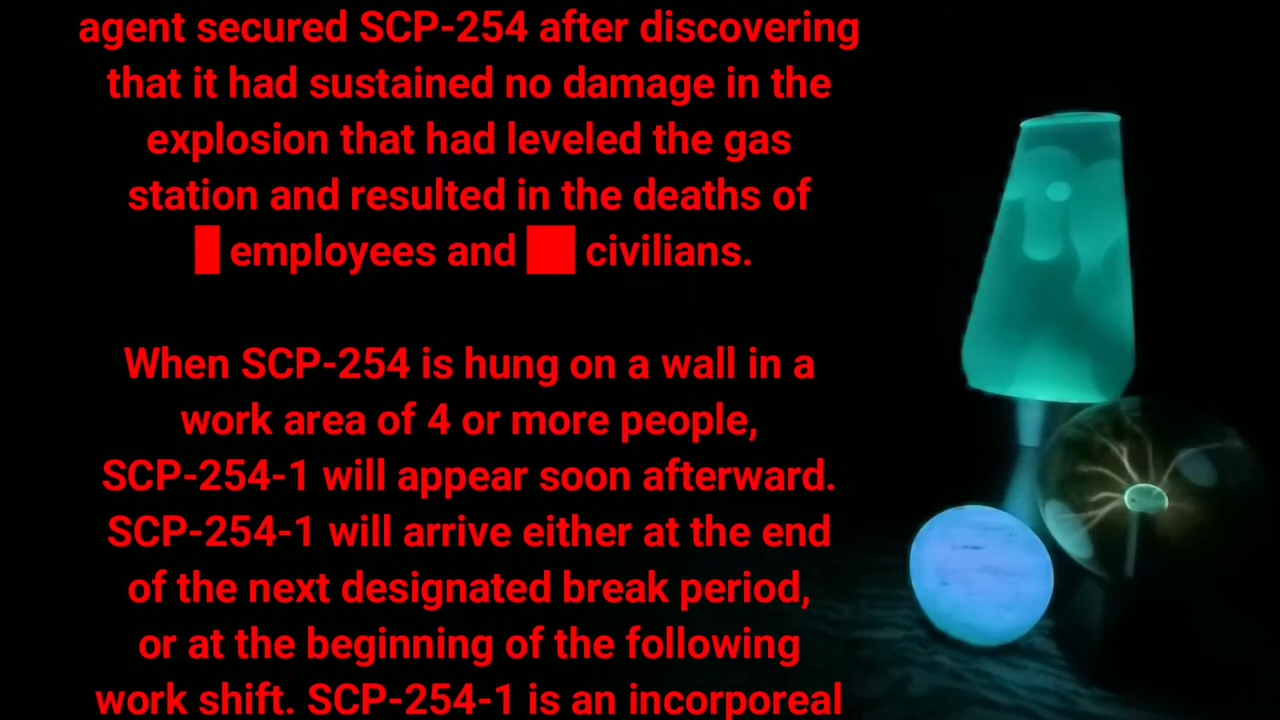 agent secured SCP-254 after discovering
that it had sustained no damage in the
explosion that had leveled the gas
station and resulted in the deaths of
█ employees and ██ civilians.
When SCP-254 is hung on a wall in a
work area of 4 or more people,
SCP-254-1 will appear soon afterward.
SCP-254-1 will arrive either at the end
of the next designated break period,
or at the beginning of the following
work shift. SCP-254-1 is an incorporeal